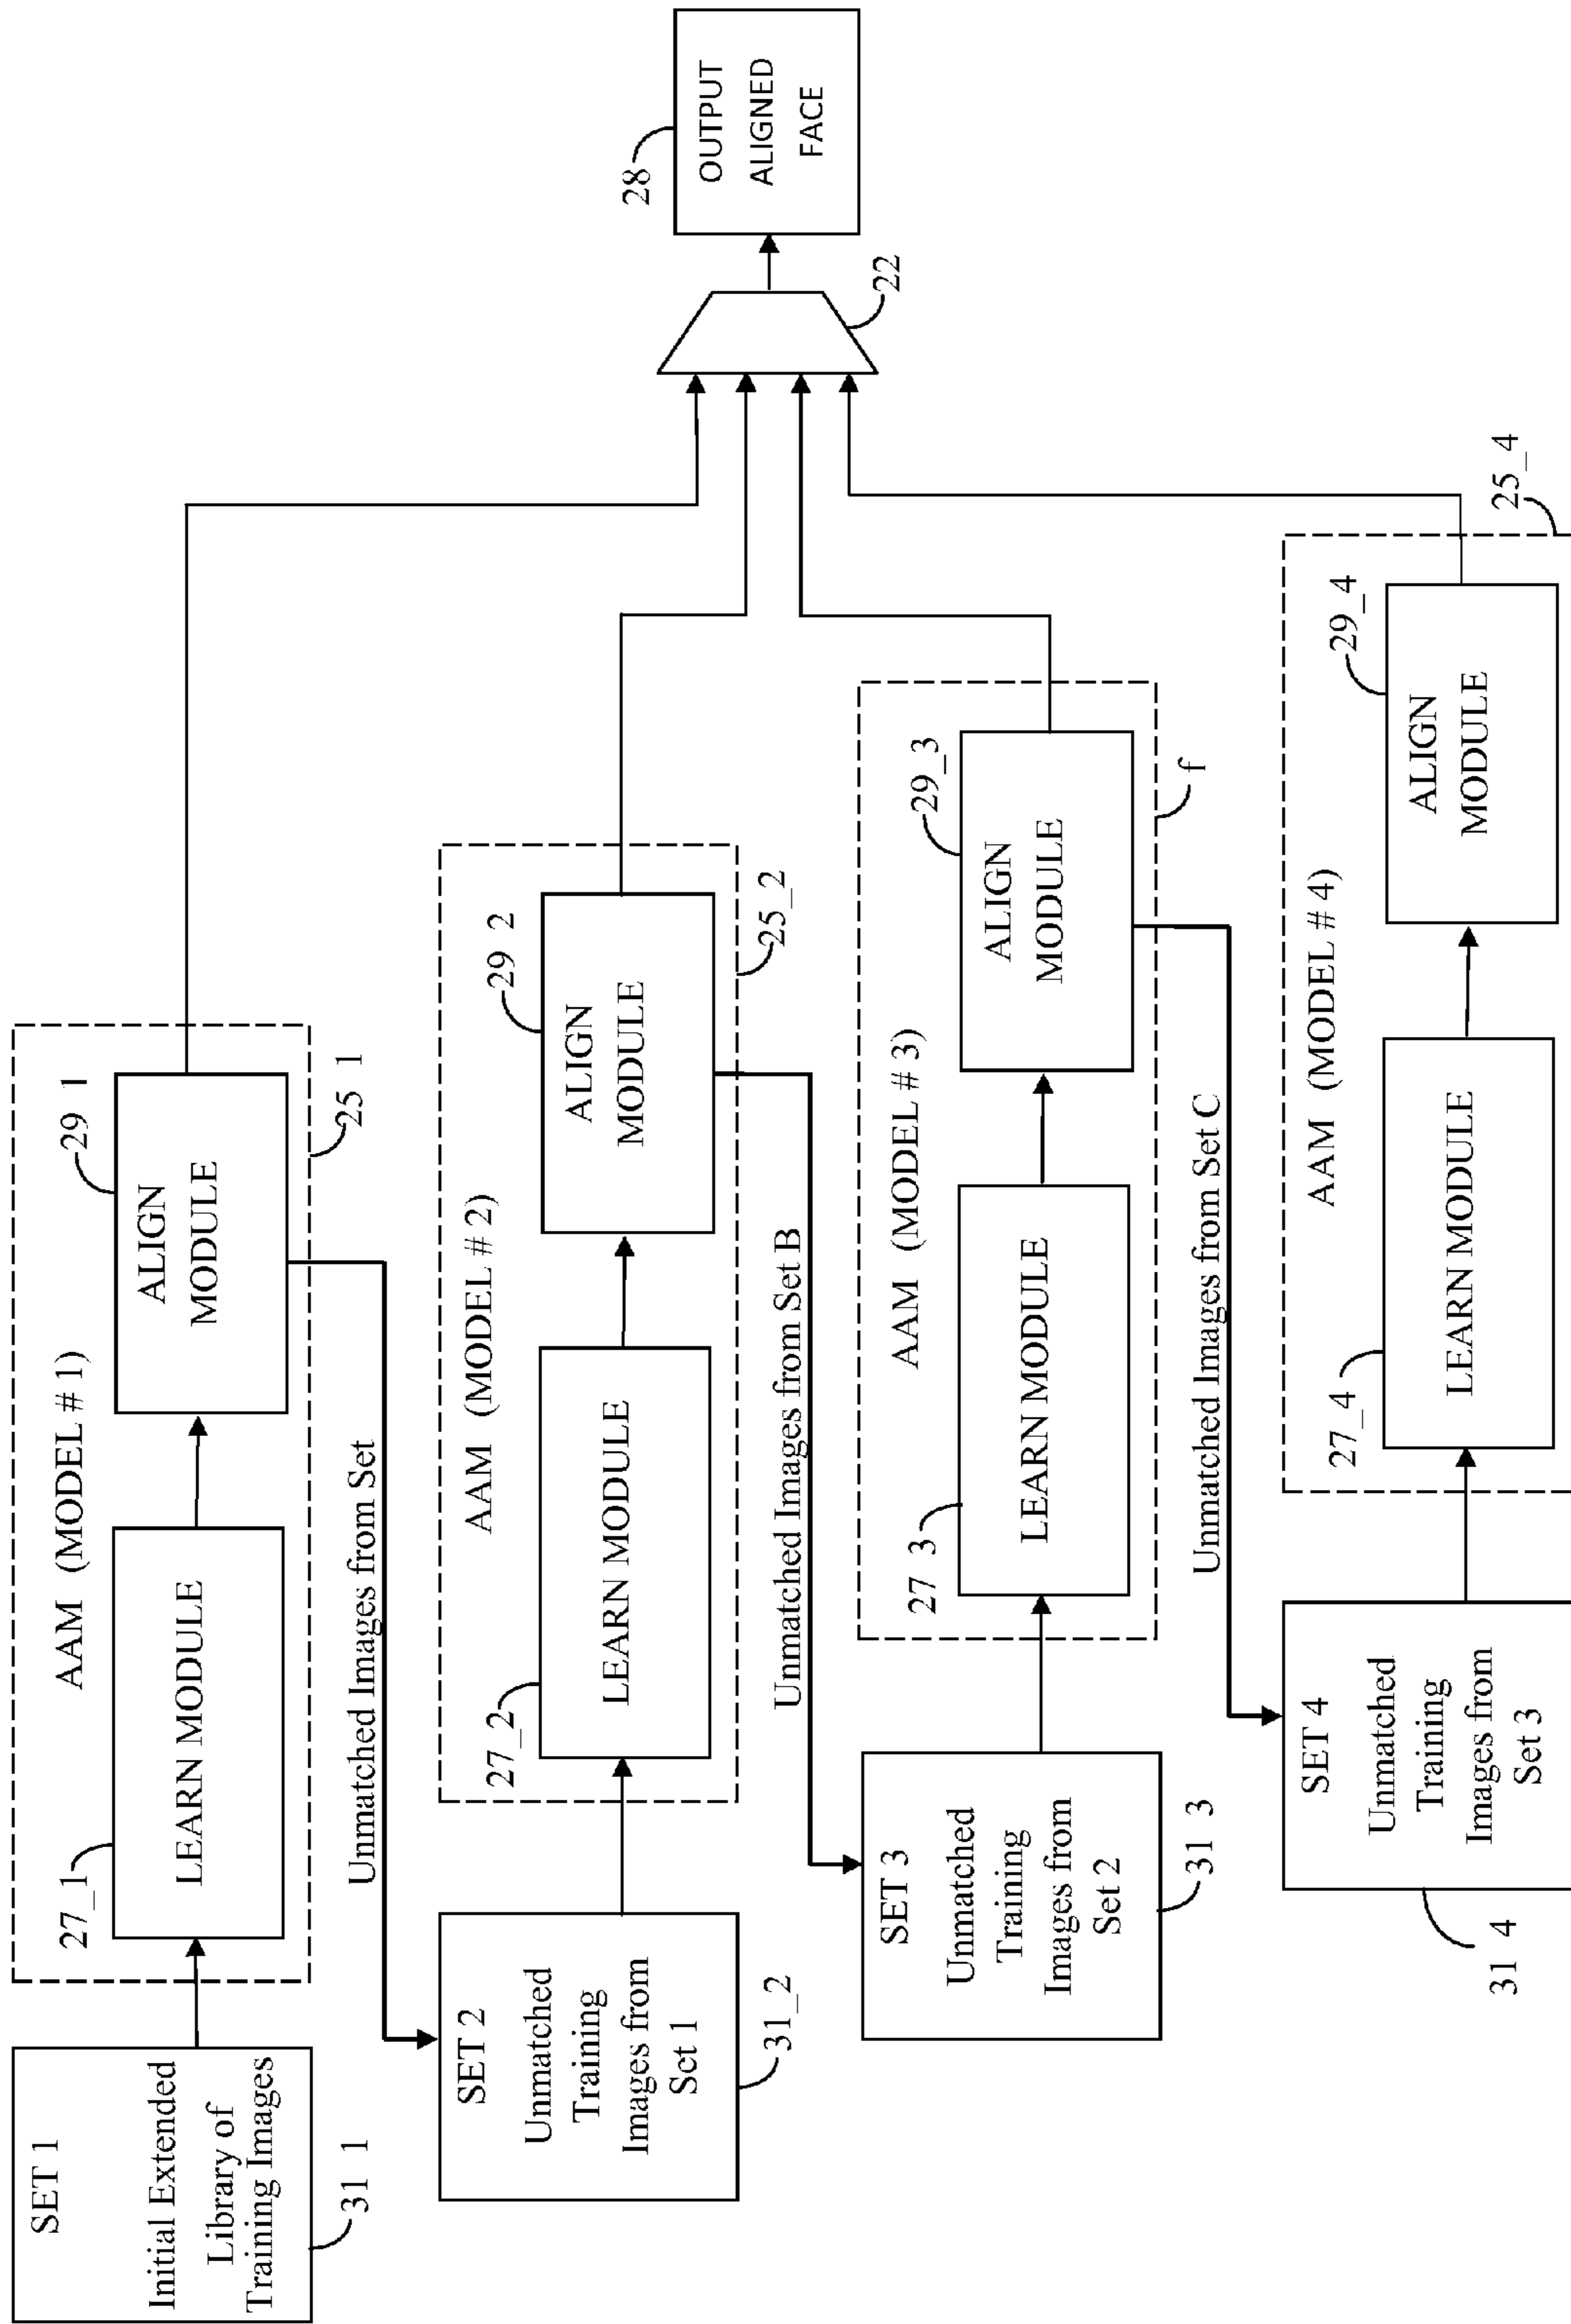 SET 1
Initial Extended
Library of
Training Images
31_1
AAM (MODEL # 1)
27_1
LEARN MODULE
29_1
ALIGN
MODULE
25_1
Unmatched Images from Set
SET 2
Unmatched
Training
Images from
Set 1
31_2
AAM (MODEL # 2)
27_2
LEARN MODULE
29_2
ALIGN
MODULE
25_2
Unmatched Images from Set B
SET 3
Unmatched
Training
Images from
Set 2
31_3
AAM (MODEL # 3)
27_3
LEARN MODULE
29_3
ALIGN
MODULE
f
Unmatched Images from Set C
SET 4
Unmatched
Training
Images from
Set 3
31_4
AAM (MODEL # 4)
27_4
LEARN MODULE
29_4
ALIGN
MODULE
25_4
22
28
OUTPUT
ALIGNED
FACE